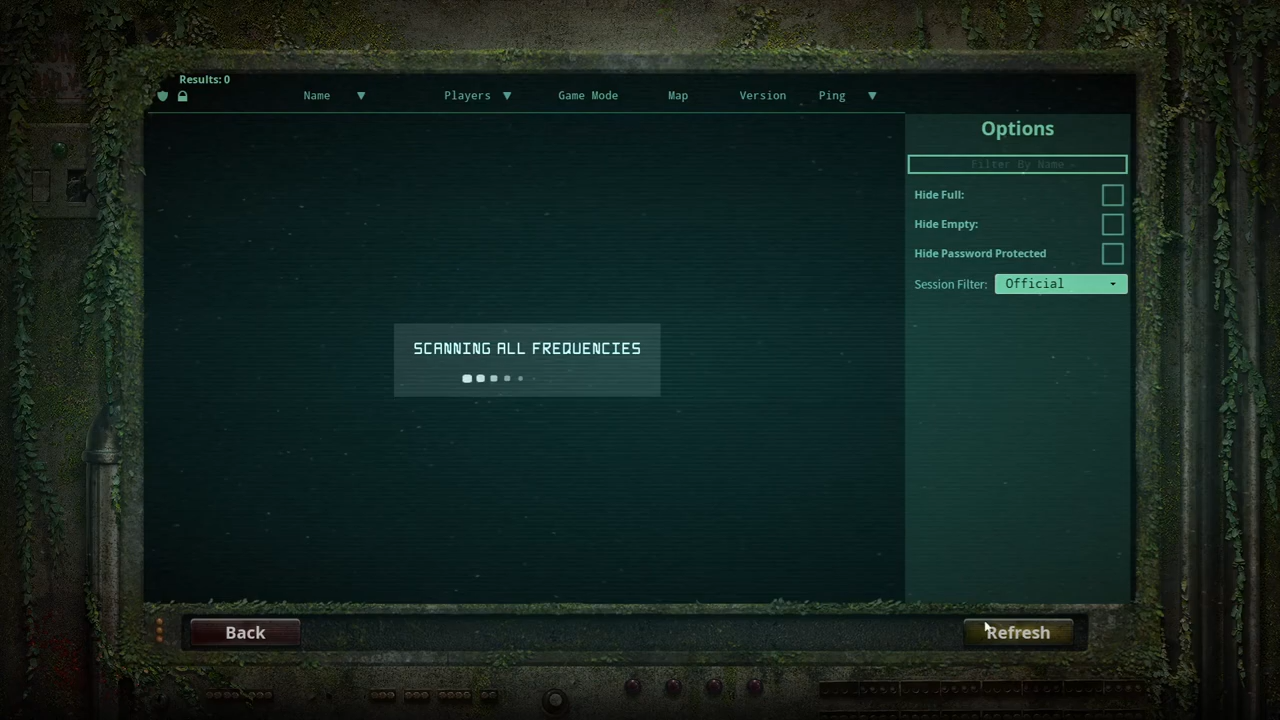 Results: 0
Name Players Game Mode Map Version Ping
Options
Filter By Name
Hide Full:
Hide Empty:
Hide Password Protected
Session Filter: Official
SCANNING ALL FREQUENCIES
Back
Refresh